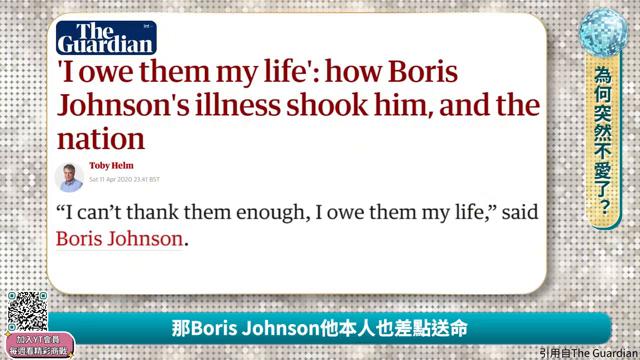 The
Guardian
'I owe them my life': how Boris
Johnson's illness shook him, and the
nation
Toby Helm
Sat 11 Apr 2020 23.41 BST
“I can’t thank them enough, I owe them my life,” said
Boris Johnson.
為何突然不愛了？
那Boris Johnson他本人也差點送命
加入YT會員
每週看精彩商戰
引用自The Guardian